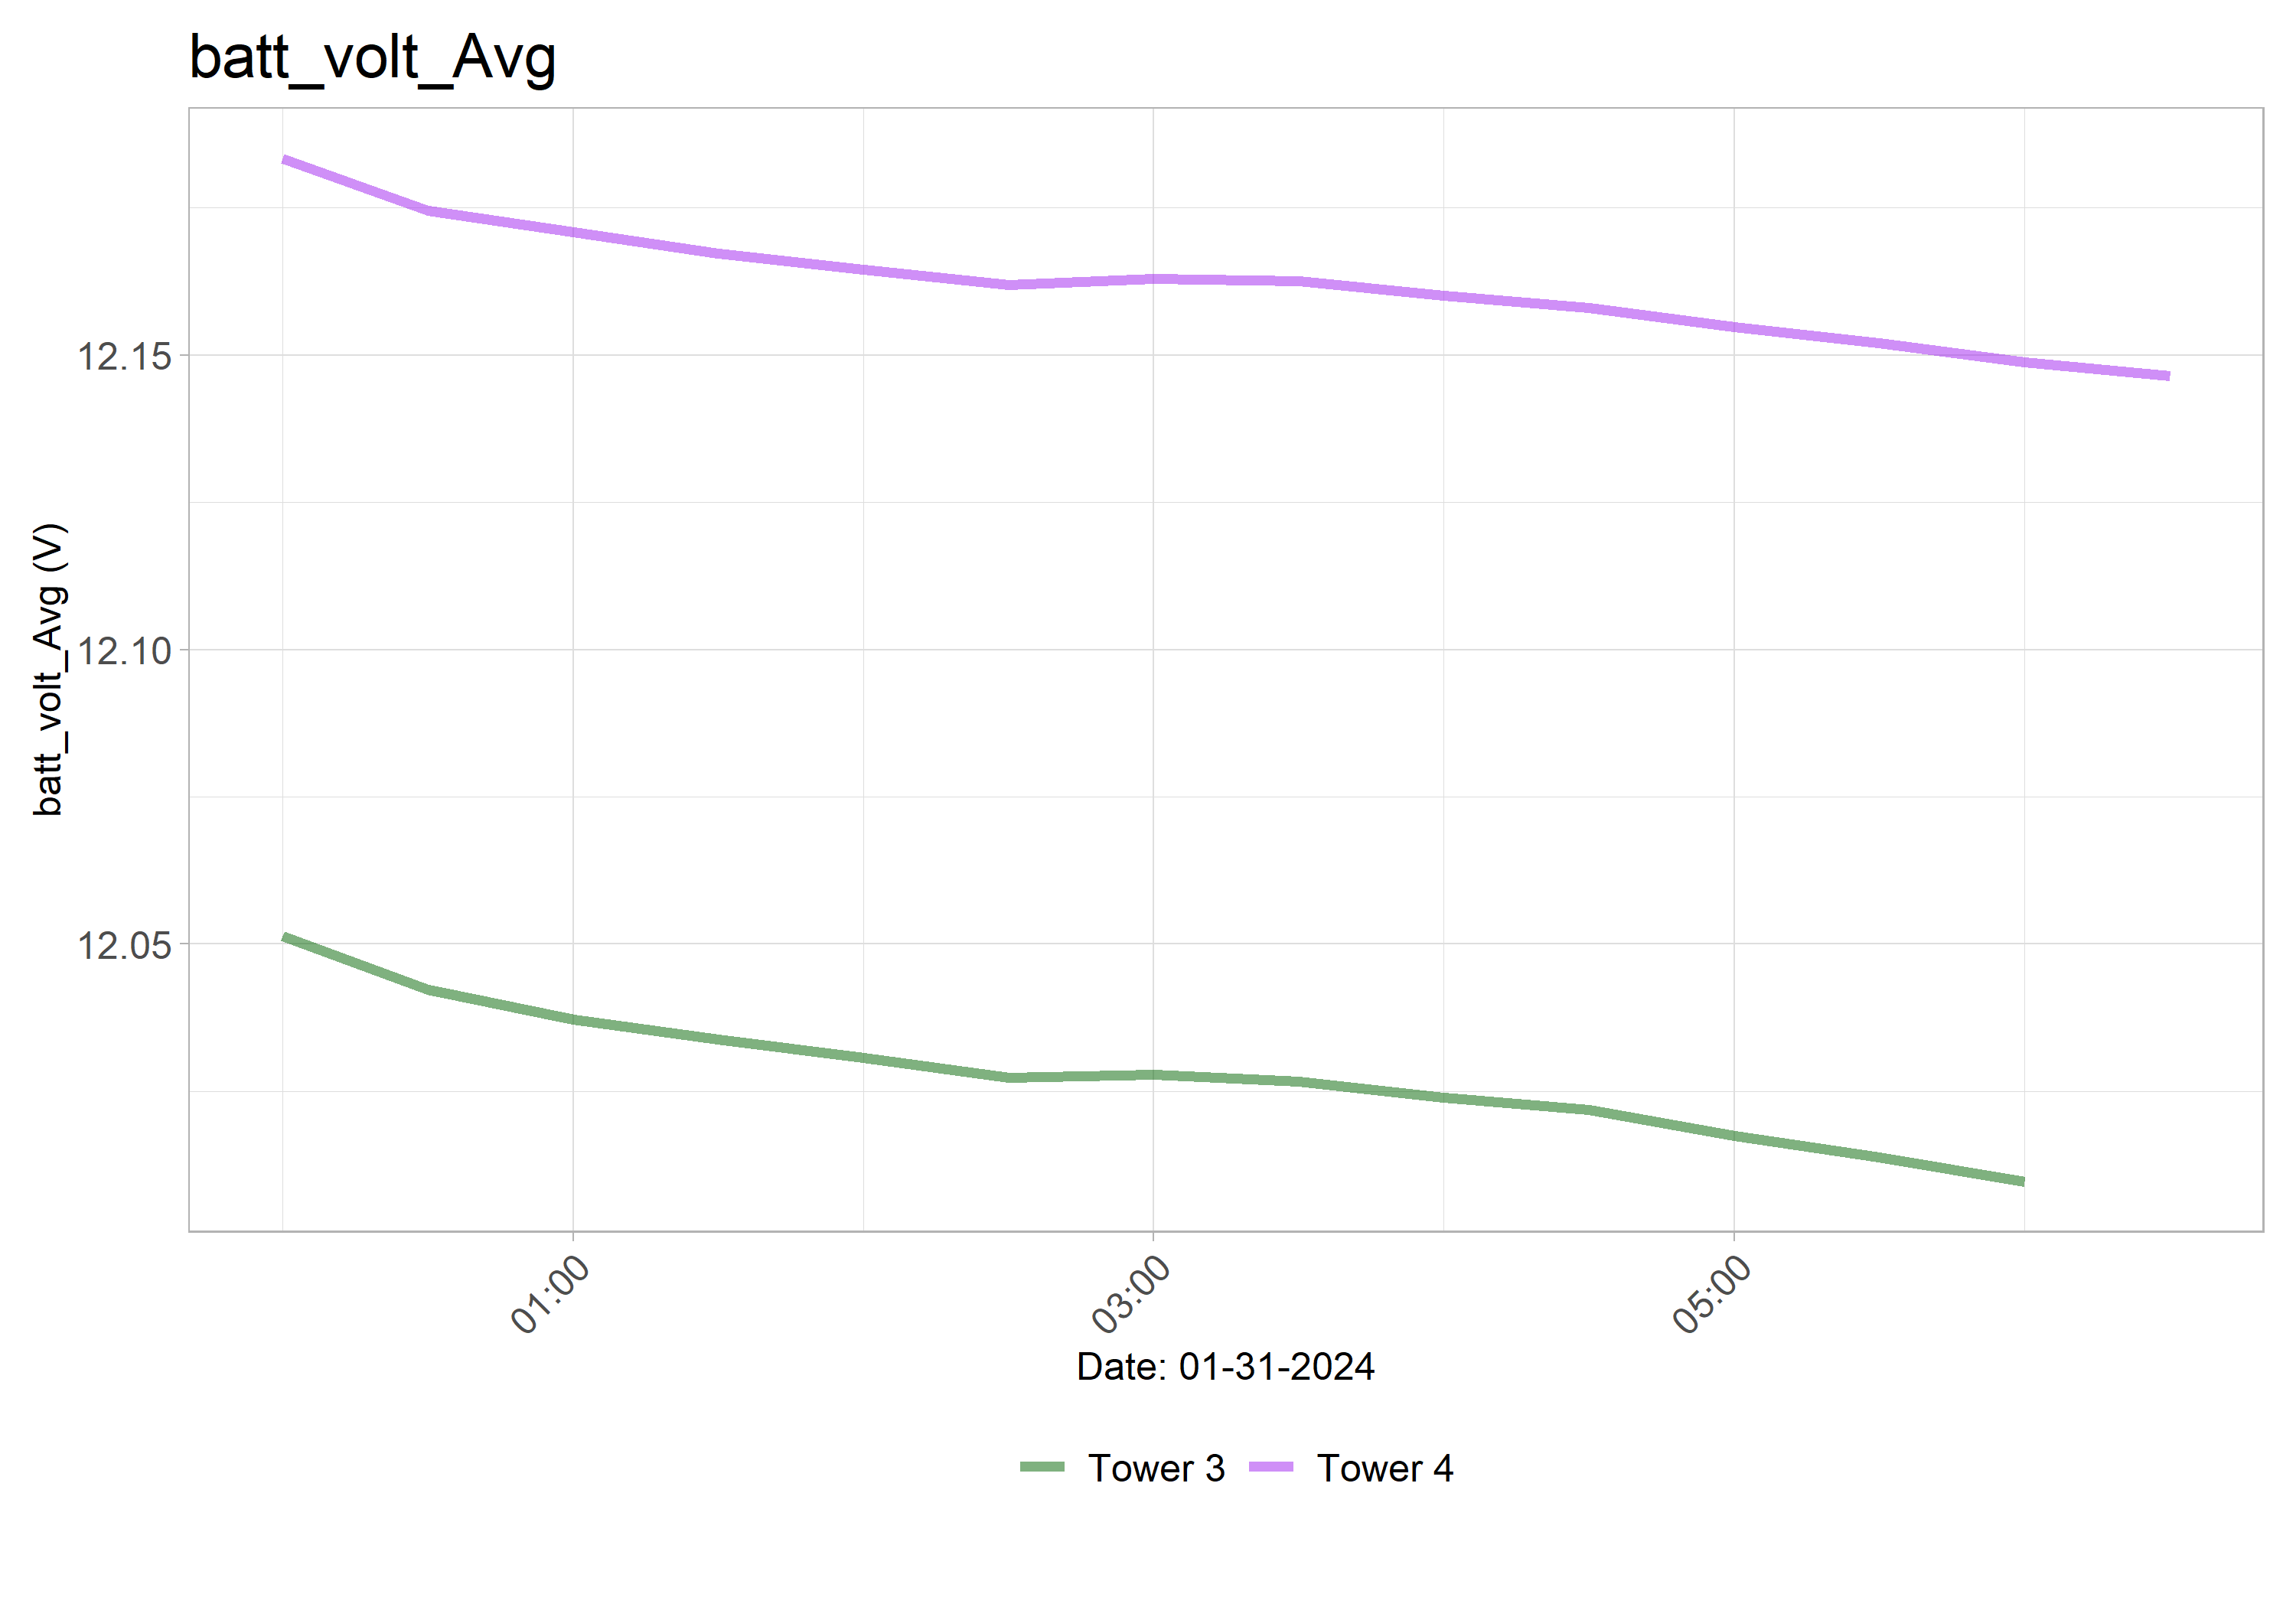 batt_volt_Avg
batt_volt_Avg (V)
12.15
12.10
12.05
01:00
03:00
05:00
Date: 01-31-2024
Tower 3
Tower 4